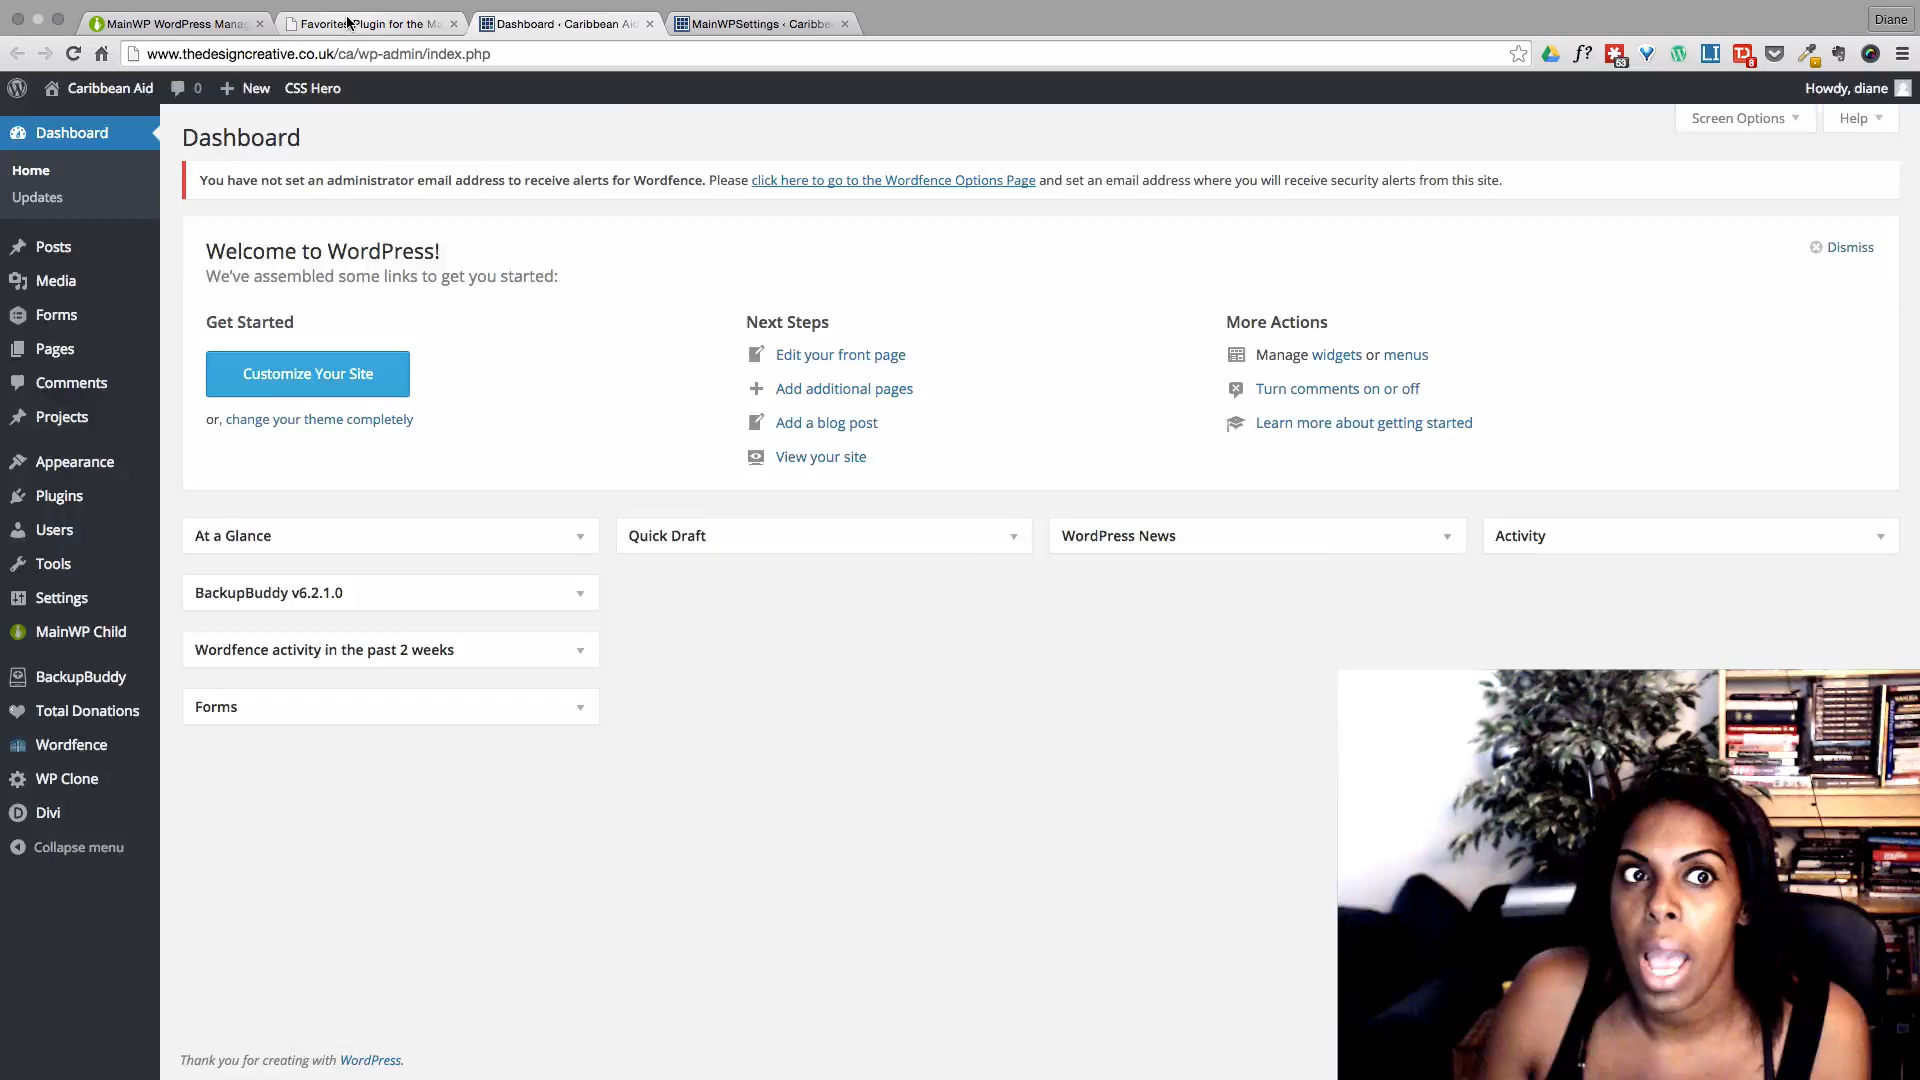 MainWP WordPress Manag
Favorites Plugin for the Ma
Dashboard ‹ Caribbean Aid
MainWPSettings ‹ Caribbe
Diane
www.thedesigncreative.co.uk/ca/wp-admin/index.php
f?
53
LI
8
Caribbean Aid
0
New
CSS Hero
Howdy, diane
Dashboard
Home
Updates
Posts
Media
Forms
Pages
Comments
Projects
Appearance
Plugins
Users
Tools
Settings
MainWP Child
BackupBuddy
Total Donations
Wordfence
WP Clone
Divi
Collapse menu
Dashboard
Screen Options
Help
You have not set an administrator email address to receive alerts for Wordfence. Please click here to go to the Wordfence Options Page and set an email address where you will receive security alerts from this site.
Welcome to WordPress!
We've assembled some links to get you started:
Dismiss
Get Started
Customize Your Site
or, change your theme completely
Next Steps
Edit your front page
Add additional pages
Add a blog post
View your site
More Actions
Manage widgets or menus
Turn comments on or off
Learn more about getting started
At a Glance
Quick Draft
WordPress News
Activity
BackupBuddy v6.2.1.0
Wordfence activity in the past 2 weeks
Forms
Thank you for creating with WordPress.